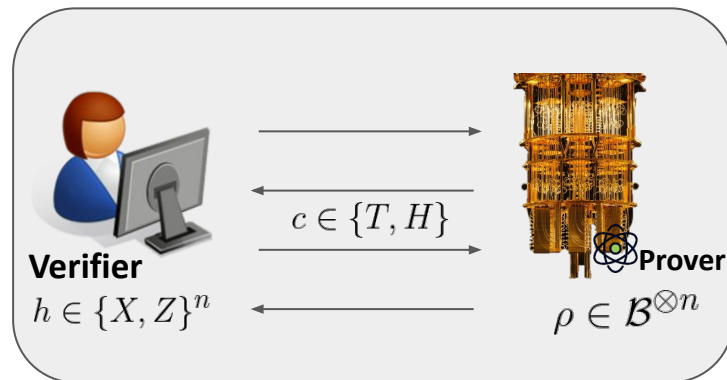 c ∈ {T, H}
Verifier
Prover
h ∈ {X, Z}ⁿ
ρ ∈ 𝓑^{⊗n}